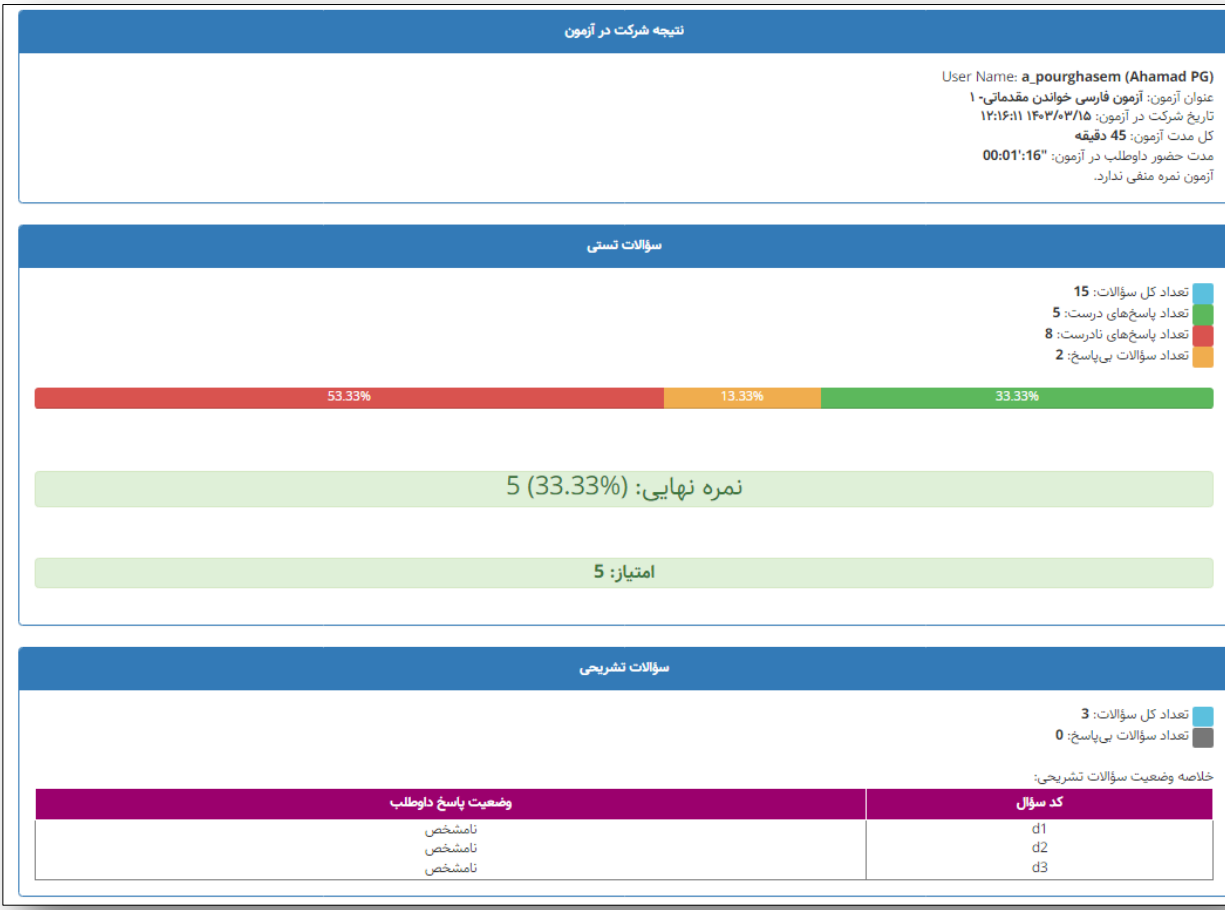 نتیجه شرکت در آزمون
User Name: a_pourghasem (Ahamad PG)
عنوان آزمون: آزمون فارسی خواندن مقدماتی- ۱
تاریخ شرکت در آزمون: ۱۴۰۳/۰۳/۱۵ ۱۲:۱۶:۱۱
کل مدت آزمون: 45 دقیقه
مدت حضور داوطلب در آزمون: "16:'00:01
آزمون نمره منفی ندارد.
سؤالات تستی
تعداد کل سؤالات: 15
تعداد پاسخ‌های درست: 5
تعداد پاسخ‌های نادرست: 8
تعداد سؤالات بی‌پاسخ: 2
53.33% 13.33% 33.33%
نمره نهایی: 5 (33.33%)
امتیاز: 5
سؤالات تشریحی
تعداد کل سؤالات: 3
تعداد سؤالات بی‌پاسخ: 0
خلاصه وضعیت سؤالات تشریحی:
کد سؤال وضعیت پاسخ داوطلب
d1 نامشخص
d2 نامشخص
d3 نامشخص